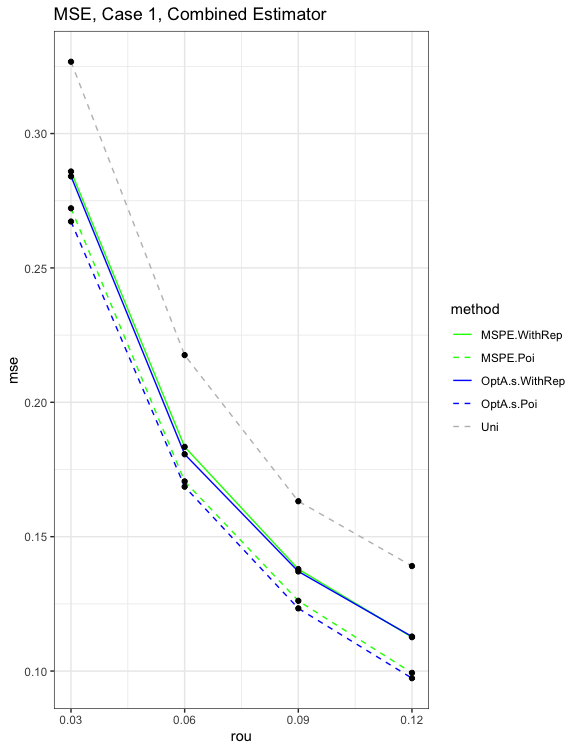 MSE, Case 1, Combined Estimator
mse
0.30
0.25
0.20
0.15
0.10
0.03 0.06 0.09 0.12
rou
method
MSPE.WithRep
MSPE.Poi
OptA.s.WithRep
OptA.s.Poi
Uni